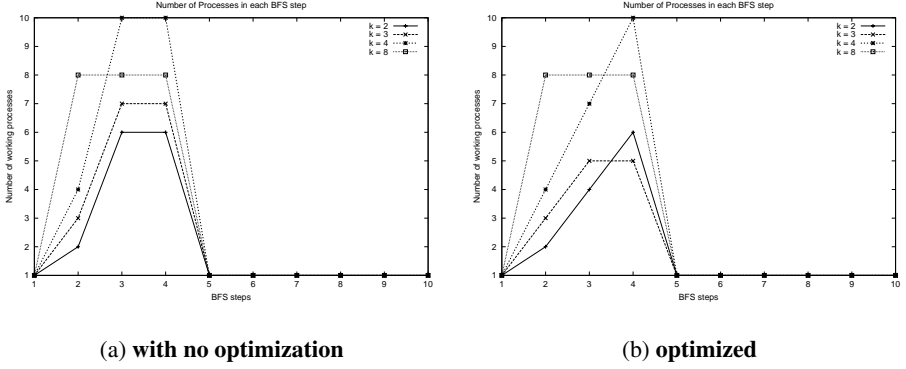 Number of Processes in each BFS step
Number of working processes
10
9
8
7
6
5
4
3
2
1
k = 2
k = 3
k = 4
k = 8
1 2 3 4 5 6 7 8 9 10
BFS steps
(a) with no optimization
Number of Processes in each BFS step
Number of working processes
10
9
8
7
6
5
4
3
2
1
k = 2
k = 3
k = 4
k = 8
1 2 3 4 5 6 7 8 9 10
BFS steps
(b) optimized